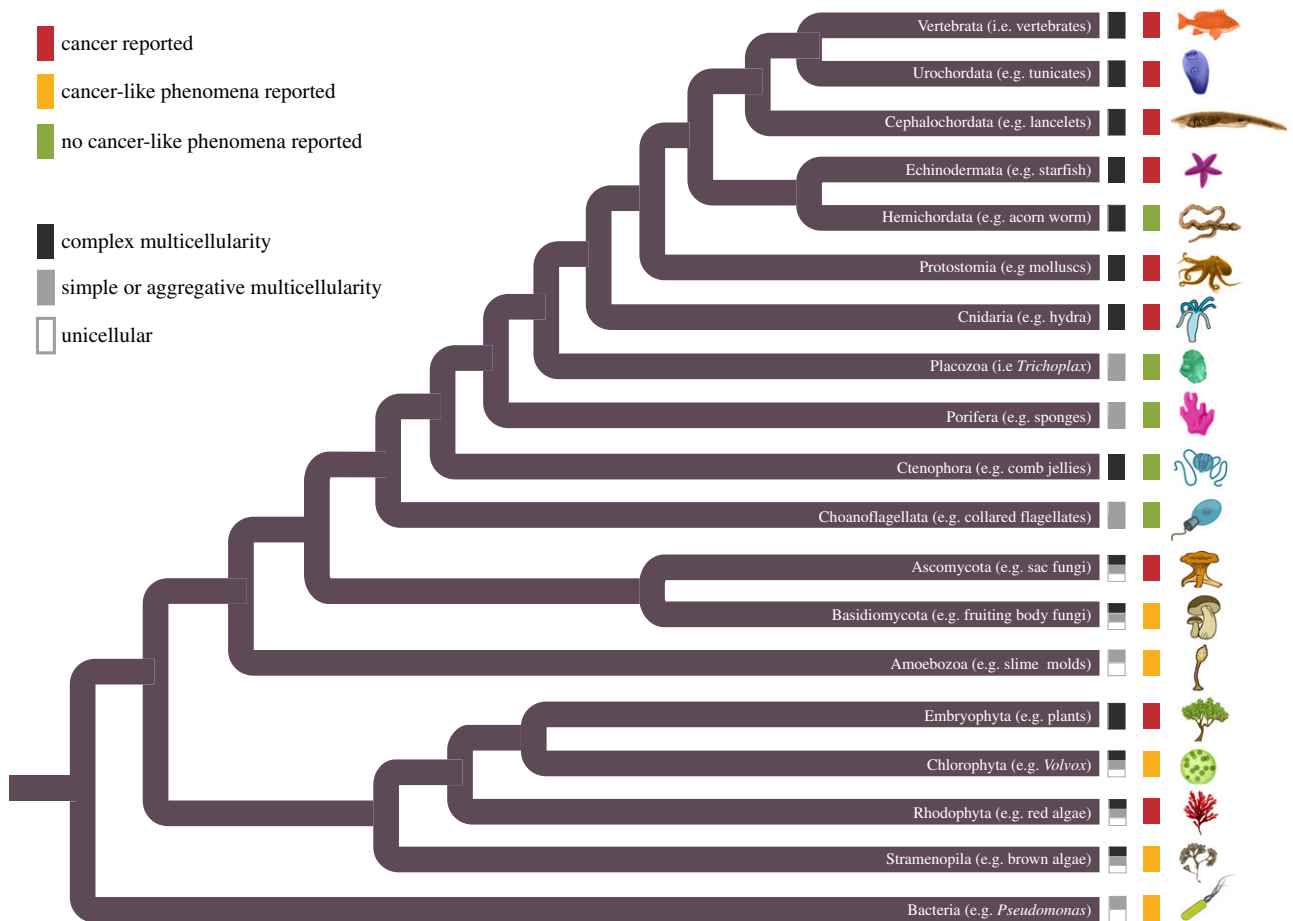 cancer reported
cancer-like phenomena reported
no cancer-like phenomena reported
complex multicellularity
simple or aggregative multicellularity
unicellular
Vertebrata (i.e. vertebrates)
Urochordata (e.g. tunicates)
Cephalochordata (e.g. lancelets)
Echinodermata (e.g. starfish)
Hemichordata (e.g. acorn worm)
Protostomia (e.g molluscs)
Cnidaria (e.g. hydra)
Placozoa (i.e Trichoplax)
Porifera (e.g. sponges)
Ctenophora (e.g. comb jellies)
Choanoflagellata (e.g. collared flagellates)
Ascomycota (e.g. sac fungi)
Basidiomycota (e.g. fruiting body fungi)
Amoebozoa (e.g. slime molds)
Embryophyta (e.g. plants)
Chlorophyta (e.g. Volvox)
Rhodophyta (e.g. red algae)
Stramenopila (e.g. brown algae)
Bacteria (e.g. Pseudomonas)